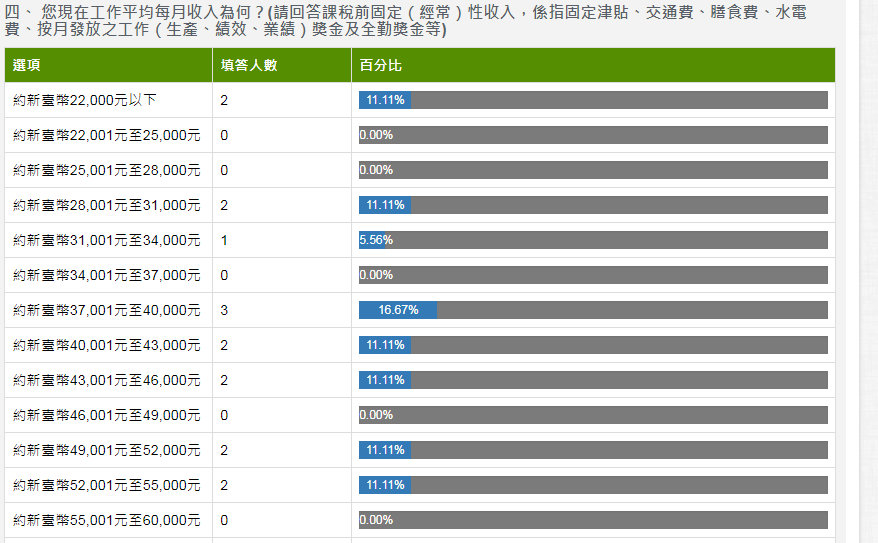 四、 您現在工作平均每月收入為何？(請回答課稅前固定（經常）性收入，係指固定津貼、交通費、膳食費、水電
費、按月發放之工作（生產、績效、業績）獎金及全勤獎金等)
選項 填答人數 百分比
約新臺幣22,000元以下 2 11.11%
約新臺幣22,001元至25,000元 0 0.00%
約新臺幣25,001元至28,000元 0 0.00%
約新臺幣28,001元至31,000元 2 11.11%
約新臺幣31,001元至34,000元 1 5.56%
約新臺幣34,001元至37,000元 0 0.00%
約新臺幣37,001元至40,000元 3 16.67%
約新臺幣40,001元至43,000元 2 11.11%
約新臺幣43,001元至46,000元 2 11.11%
約新臺幣46,001元至49,000元 0 0.00%
約新臺幣49,001元至52,000元 2 11.11%
約新臺幣52,001元至55,000元 2 11.11%
約新臺幣55,001元至60,000元 0 0.00%